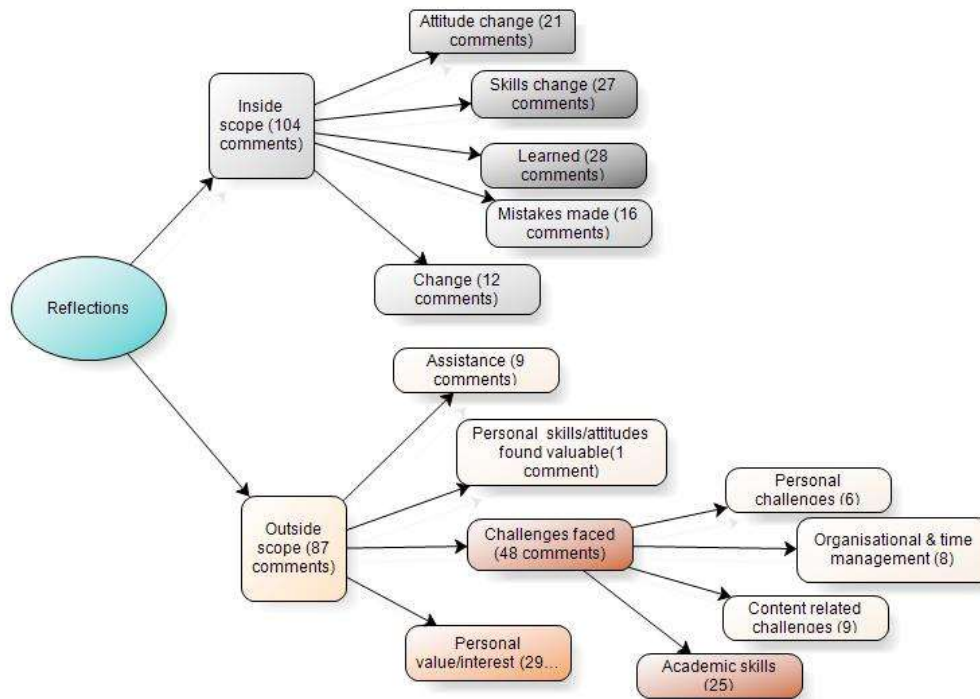 Attitude change (21
comments)
Skills change (27
comments)
Inside
scope (104
comments)
Learned (28
comments)
Mistakes made (16
comments)
Change (12
comments)
Reflections
Assistance (9
comments)
Personal skills/attitudes
found valuable(1
comment)
Personal
challenges (6)
Outside
scope (87
comments)
Challenges faced
(48 comments)
Organisational & time
management (8)
Content related
challenges (9)
Personal
value/interest (29...
Academic skills
(25)